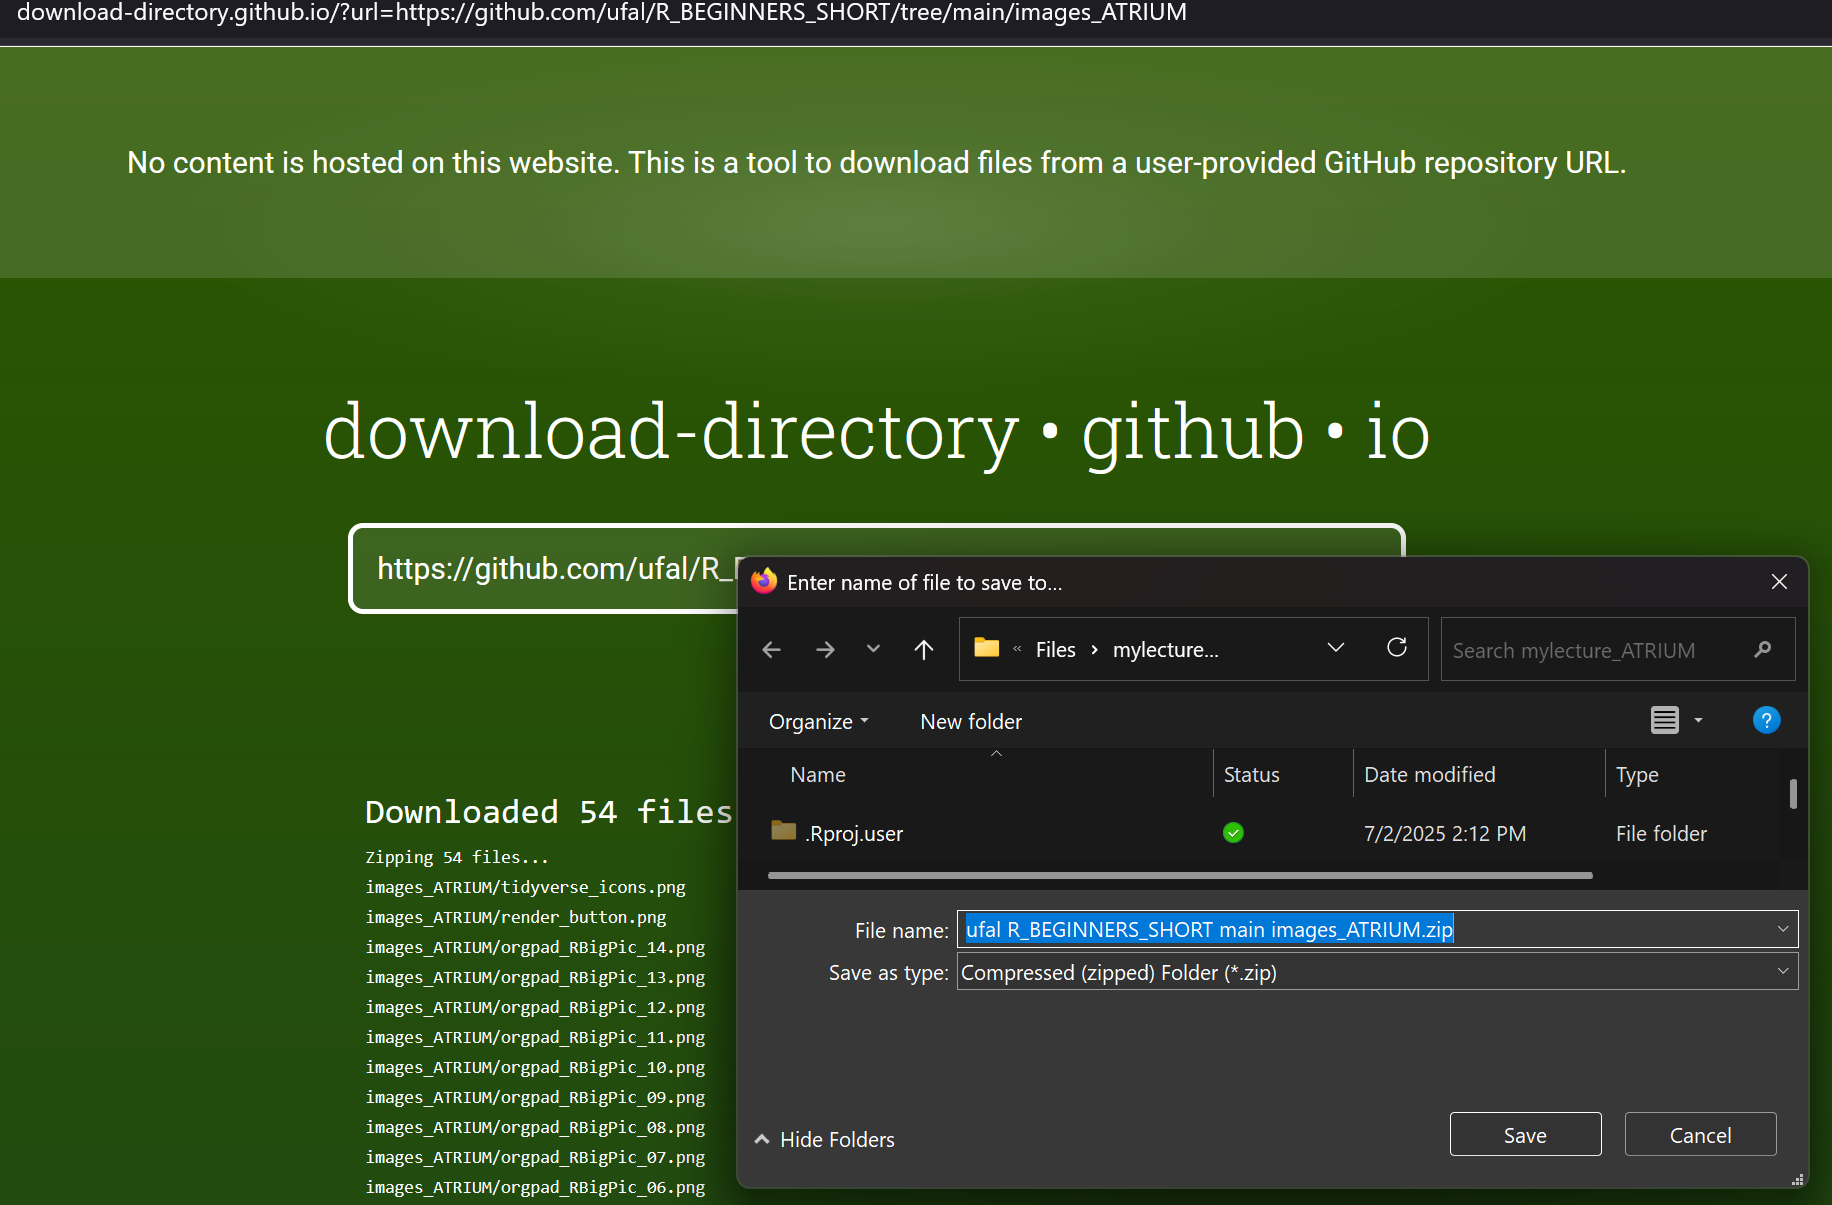 download-directory.github.io/?url=https://github.com/ufal/R_BEGINNERS_SHORT/tree/main/images_ATRIUM
No content is hosted on this website. This is a tool to download files from a user-provided GitHub repository URL.
download-directory • github • io
https://github.com/ufal/R_
Enter name of file to save to...
« Files › mylecture...
Search mylecture_ATRIUM
Organize
New folder
?
Name Status Date modified Type
.Rproj.user 7/2/2025 2:12 PM File folder
File name: ufal R_BEGINNERS_SHORT main images_ATRIUM.zip
Save as type: Compressed (zipped) Folder (*.zip)
Hide Folders
Save
Cancel
Downloaded 54 files
Zipping 54 files...
images_ATRIUM/tidyverse_icons.png
images_ATRIUM/render_button.png
images_ATRIUM/orgpad_RBigPic_14.png
images_ATRIUM/orgpad_RBigPic_13.png
images_ATRIUM/orgpad_RBigPic_12.png
images_ATRIUM/orgpad_RBigPic_11.png
images_ATRIUM/orgpad_RBigPic_10.png
images_ATRIUM/orgpad_RBigPic_09.png
images_ATRIUM/orgpad_RBigPic_08.png
images_ATRIUM/orgpad_RBigPic_07.png
images_ATRIUM/orgpad_RBigPic_06.png